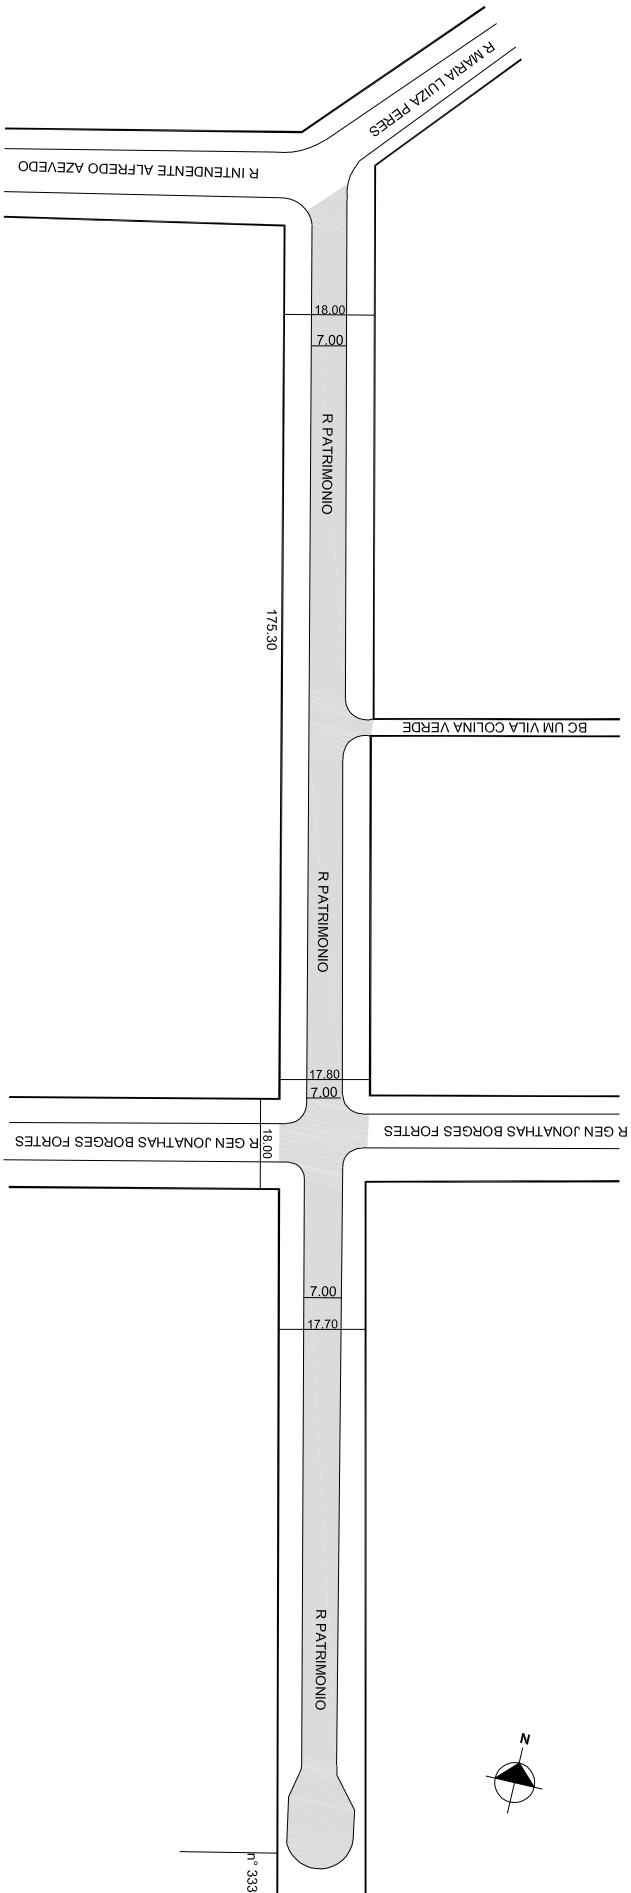 R MARIA LUIZA PERES
R INTENDENTE ALFREDO AZEVEDO
18.00
7.00
R PATRIMONIO
175.30
BC UM VILA COLINA VERDE
R PATRIMONIO
17.80
7.00
R GEN JONATHAS BORGES FORTES
18.00
R GEN JONATHAS BORGES FORTES
7.00
17.70
R PATRIMONIO
N
n° 333